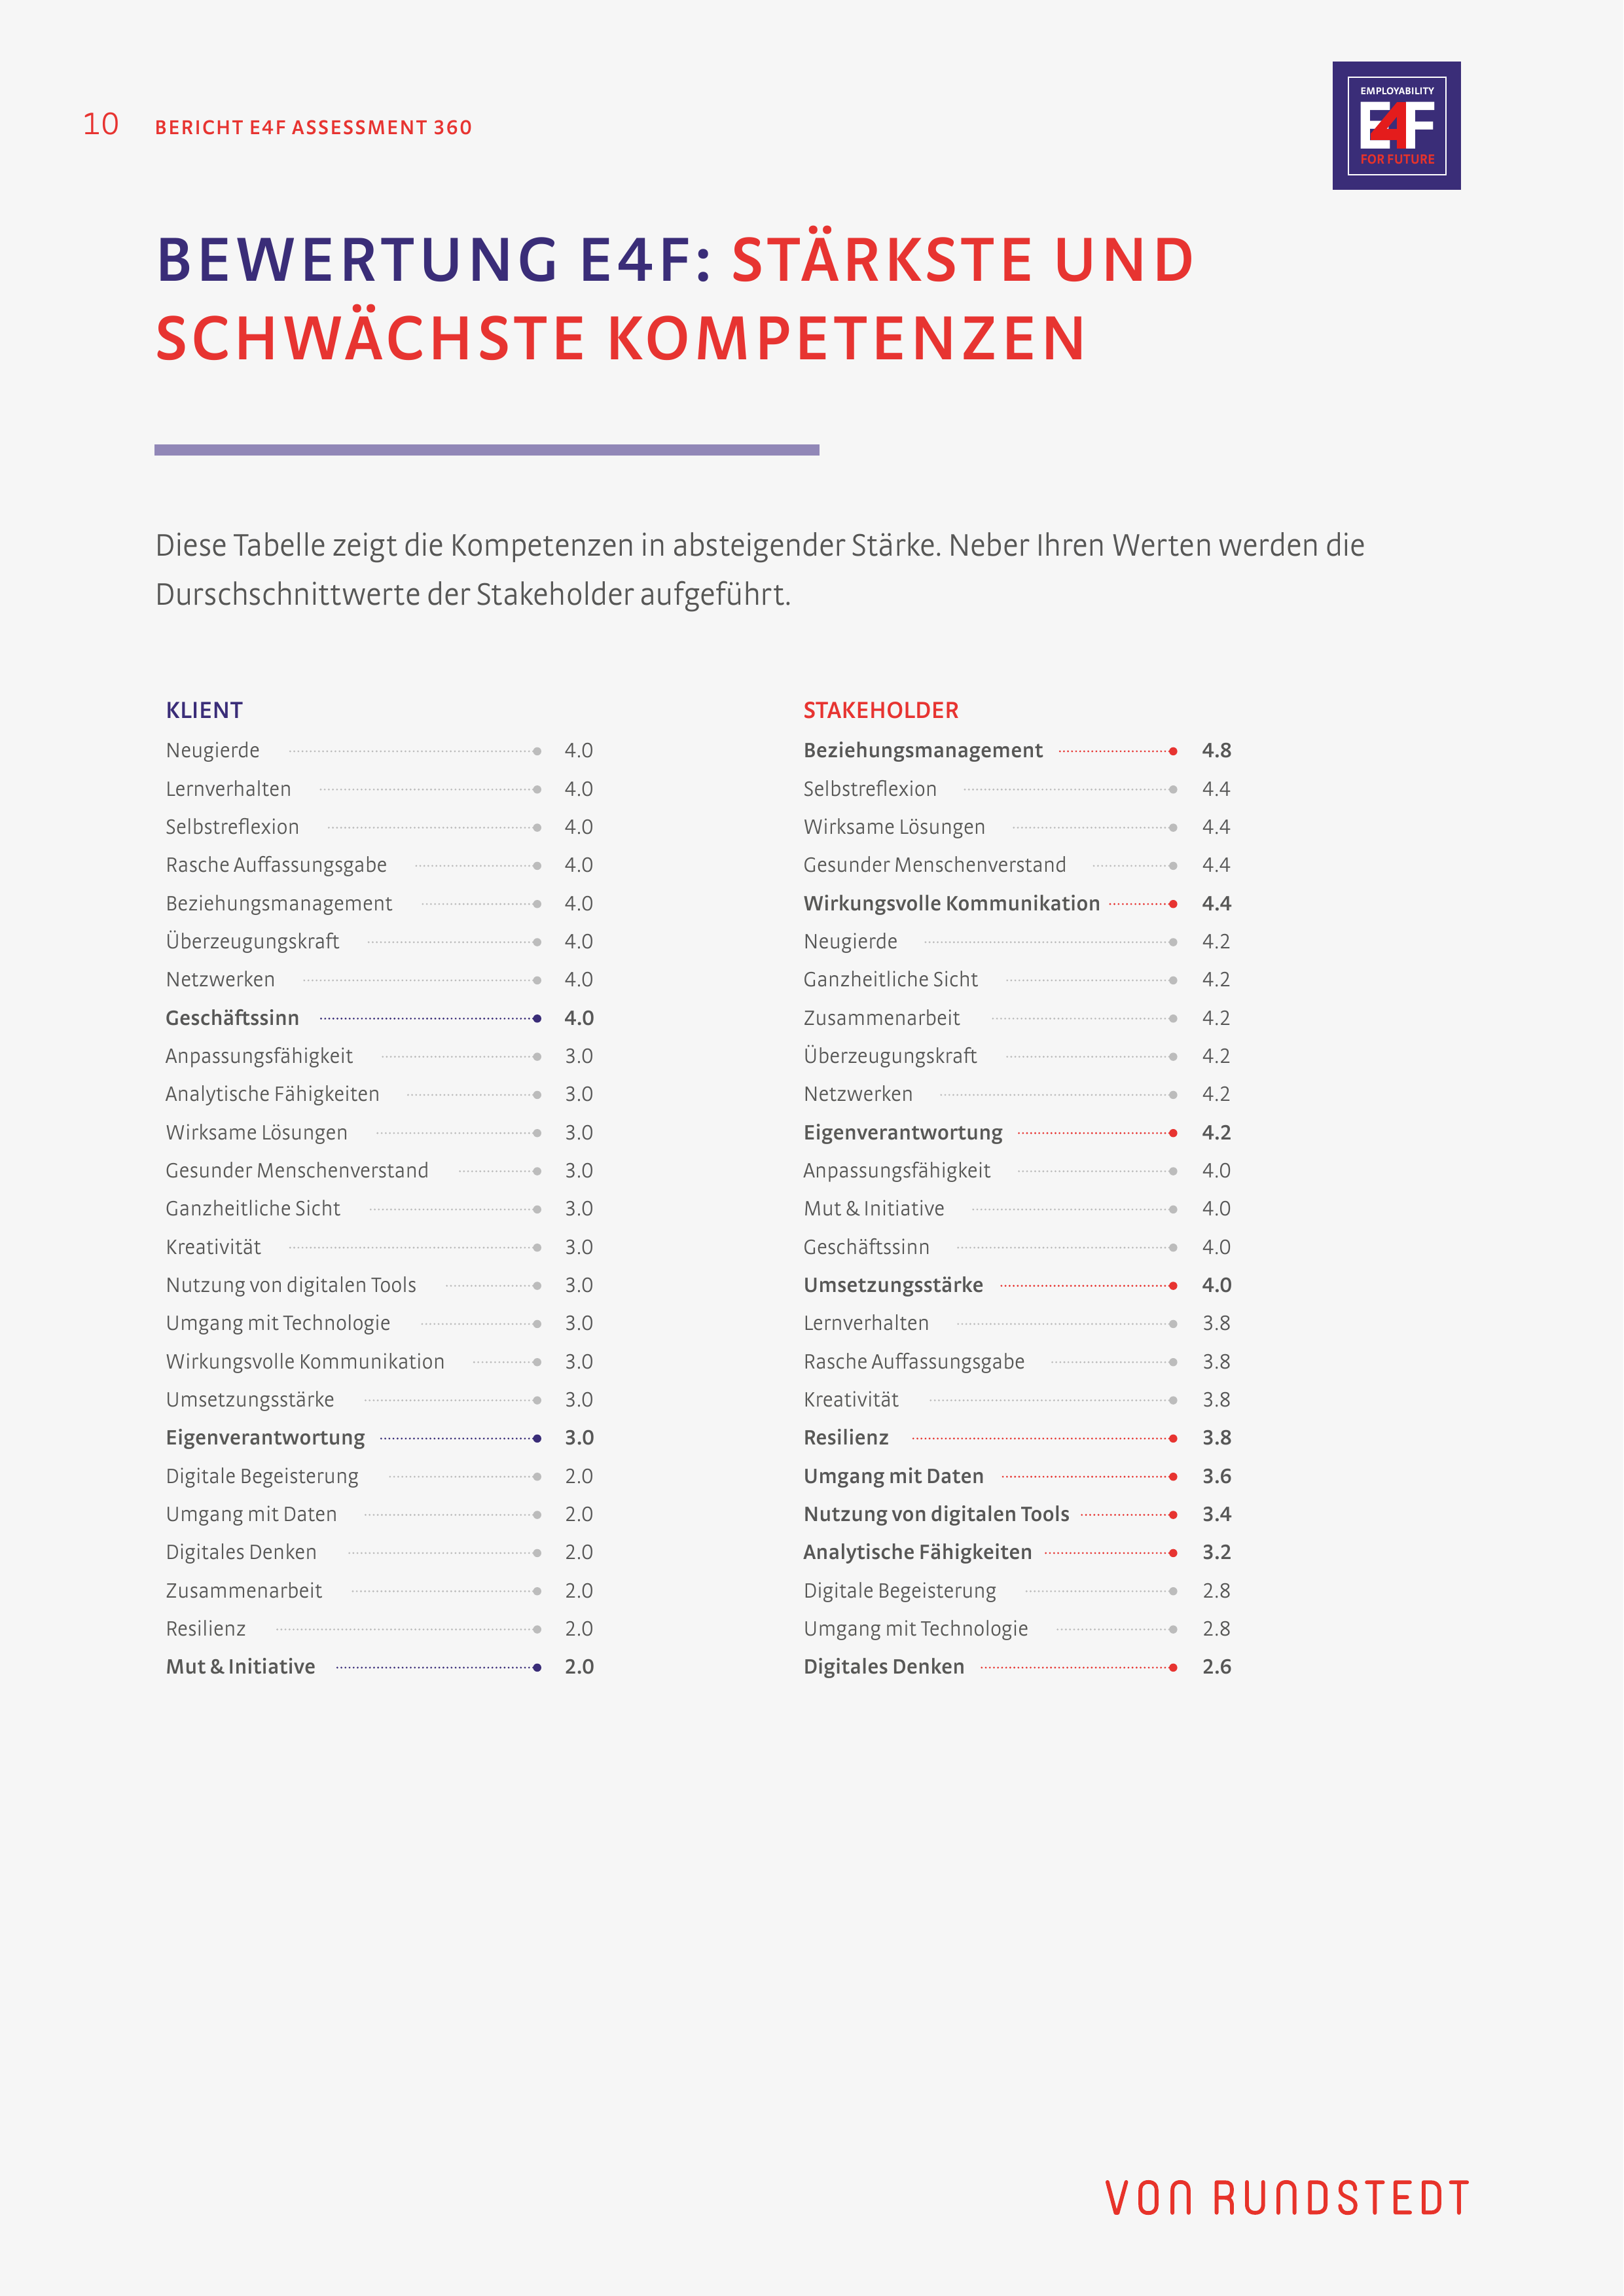 10 BERICHT E4F ASSESSMENT 360
EMPLOYABILITY
E4F
FOR FUTURE
BEWERTUNG E4F: STÄRKSTE UND
SCHWÄCHSTE KOMPETENZEN
Diese Tabelle zeigt die Kompetenzen in absteigender Stärke. Neber Ihren Werten werden die
Durschschnittwerte der Stakeholder aufgeführt.
KLIENT
Neugierde 4.0
Lernverhalten 4.0
Selbstreflexion 4.0
Rasche Auffassungsgabe 4.0
Beziehungsmanagement 4.0
Überzeugungskraft 4.0
Netzwerken 4.0
Geschäftssinn 4.0
Anpassungsfähigkeit 3.0
Analytische Fähigkeiten 3.0
Wirksame Lösungen 3.0
Gesunder Menschenverstand 3.0
Ganzheitliche Sicht 3.0
Kreativität 3.0
Nutzung von digitalen Tools 3.0
Umgang mit Technologie 3.0
Wirkungsvolle Kommunikation 3.0
Umsetzungsstärke 3.0
Eigenverantwortung 3.0
Digitale Begeisterung 2.0
Umgang mit Daten 2.0
Digitales Denken 2.0
Zusammenarbeit 2.0
Resilienz 2.0
Mut & Initiative 2.0
STAKEHOLDER
Beziehungsmanagement 4.8
Selbstreflexion 4.4
Wirksame Lösungen 4.4
Gesunder Menschenverstand 4.4
Wirkungsvolle Kommunikation 4.4
Neugierde 4.2
Ganzheitliche Sicht 4.2
Zusammenarbeit 4.2
Überzeugungskraft 4.2
Netzwerken 4.2
Eigenverantwortung 4.2
Anpassungsfähigkeit 4.0
Mut & Initiative 4.0
Geschäftssinn 4.0
Umsetzungsstärke 4.0
Lernverhalten 3.8
Rasche Auffassungsgabe 3.8
Kreativität 3.8
Resilienz 3.8
Umgang mit Daten 3.6
Nutzung von digitalen Tools 3.4
Analytische Fähigkeiten 3.2
Digitale Begeisterung 2.8
Umgang mit Technologie 2.8
Digitales Denken 2.6
VON RUNDSTEDT